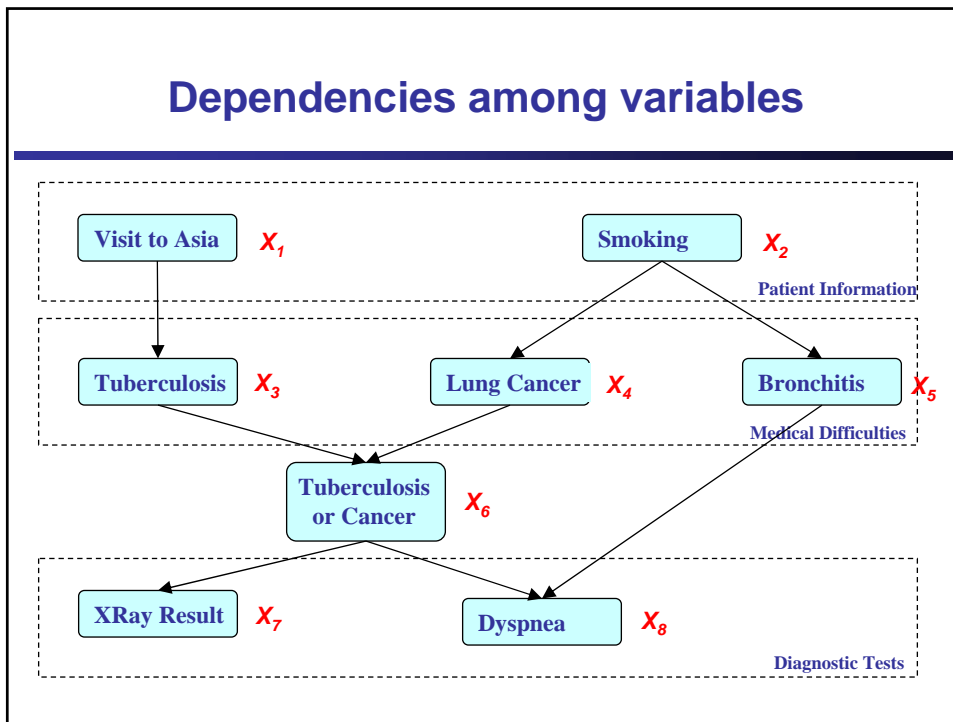 Dependencies among variables
Visit to Asia X1 Smoking X2
Patient Information
Tuberculosis X3 Lung Cancer X4 Bronchitis X5
Medical Difficulties
Tuberculosis
or Cancer X6
XRay Result X7 Dyspnea X8
Diagnostic Tests